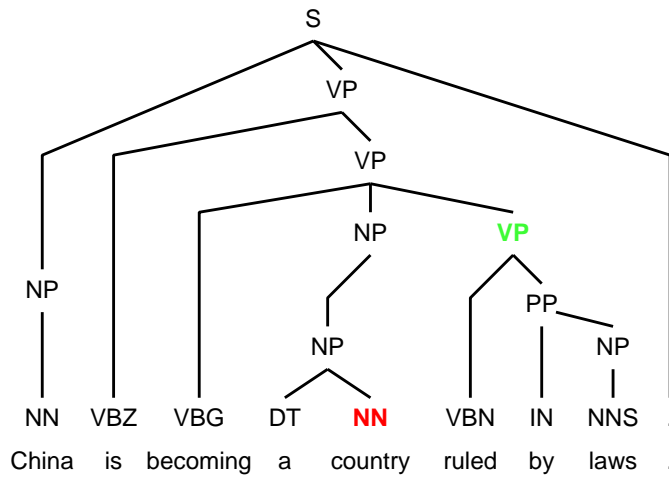 S
VP
VP
NP VP
NP PP
NP NP
NN VBZ VBG DT NN VBN IN NNS .
China is becoming a country ruled by laws .